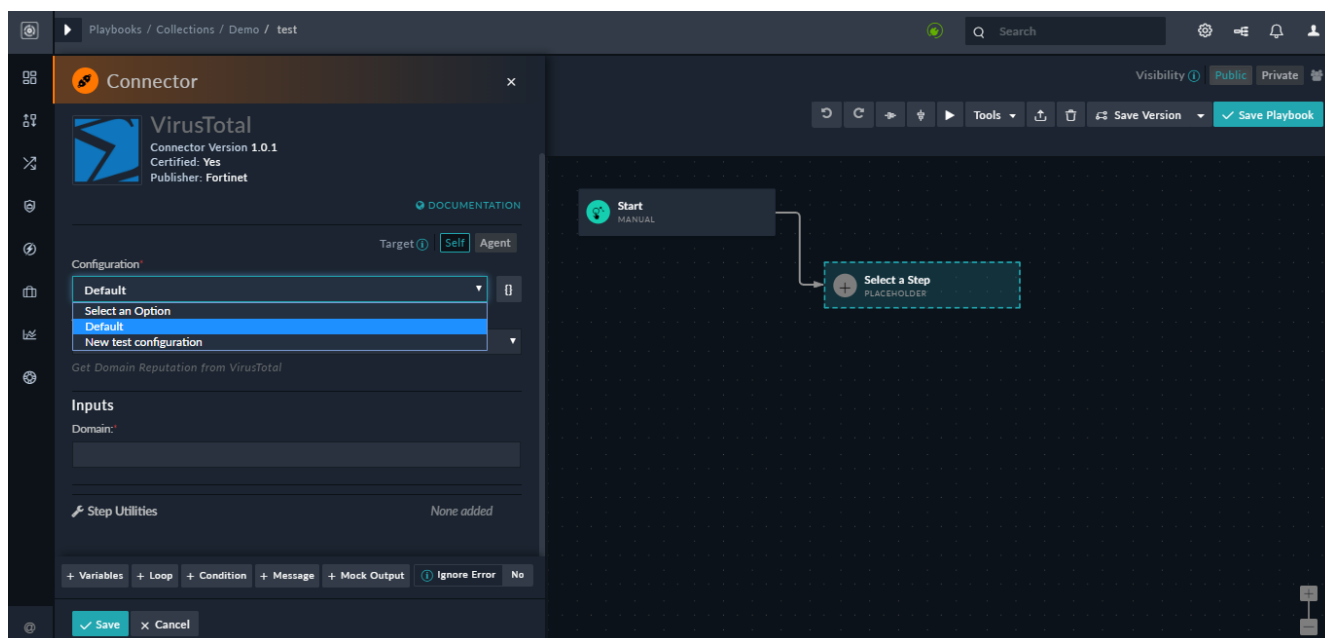 Playbooks / Collections / Demo / test
Search
Connector
×
Visibility
Public
Private
VirusTotal
Connector Version 1.0.1
Certified: Yes
Publisher: Fortinet
DOCUMENTATION
Tools
Save Version
Save Playbook
Target
Self
Agent
Configuration*
Default
{}
Select an Option
Default
New test configuration
Get Domain Reputation from VirusTotal
Inputs
Domain:*
Step Utilities
None added
+ Variables
+ Loop
+ Condition
+ Message
+ Mock Output
Ignore Error
No
Save
× Cancel
@
Start
MANUAL
Select a Step
PLACEHOLDER